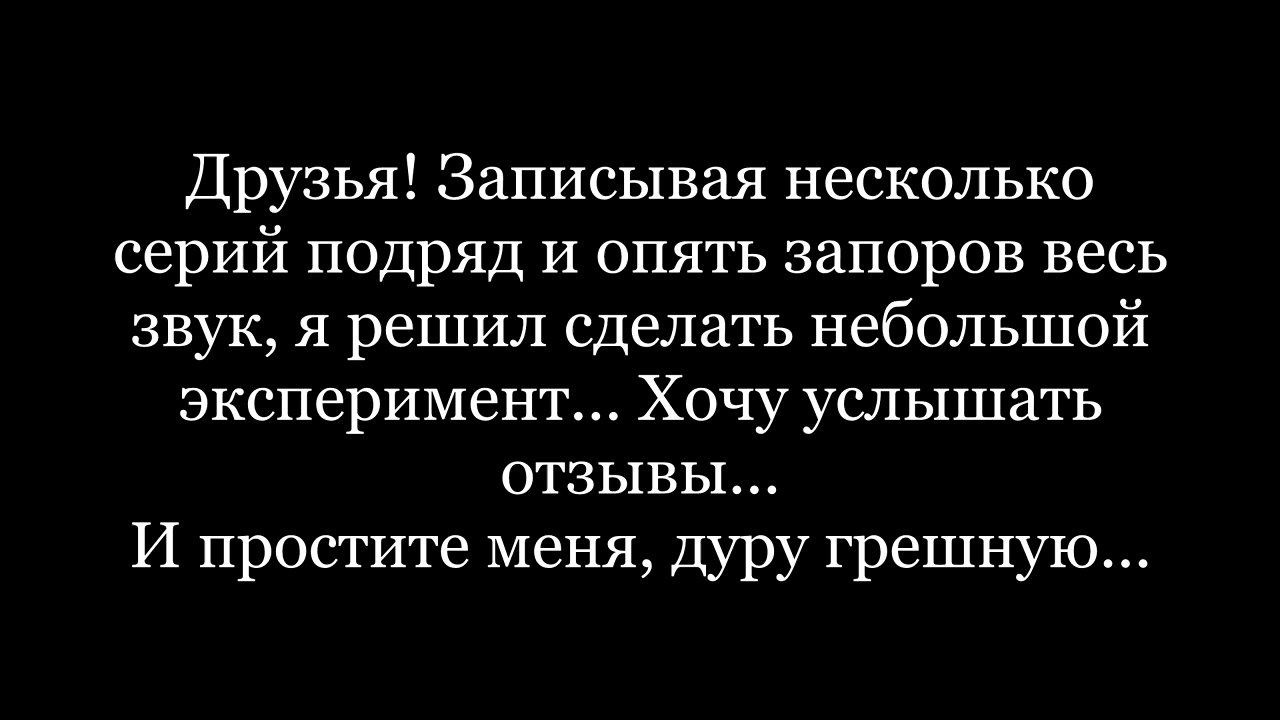 Друзья! Записывая несколько
серий подряд и опять запоров весь
звук, я решил сделать небольшой
эксперимент... Хочу услышать
отзывы...
И простите меня, дуру грешную...